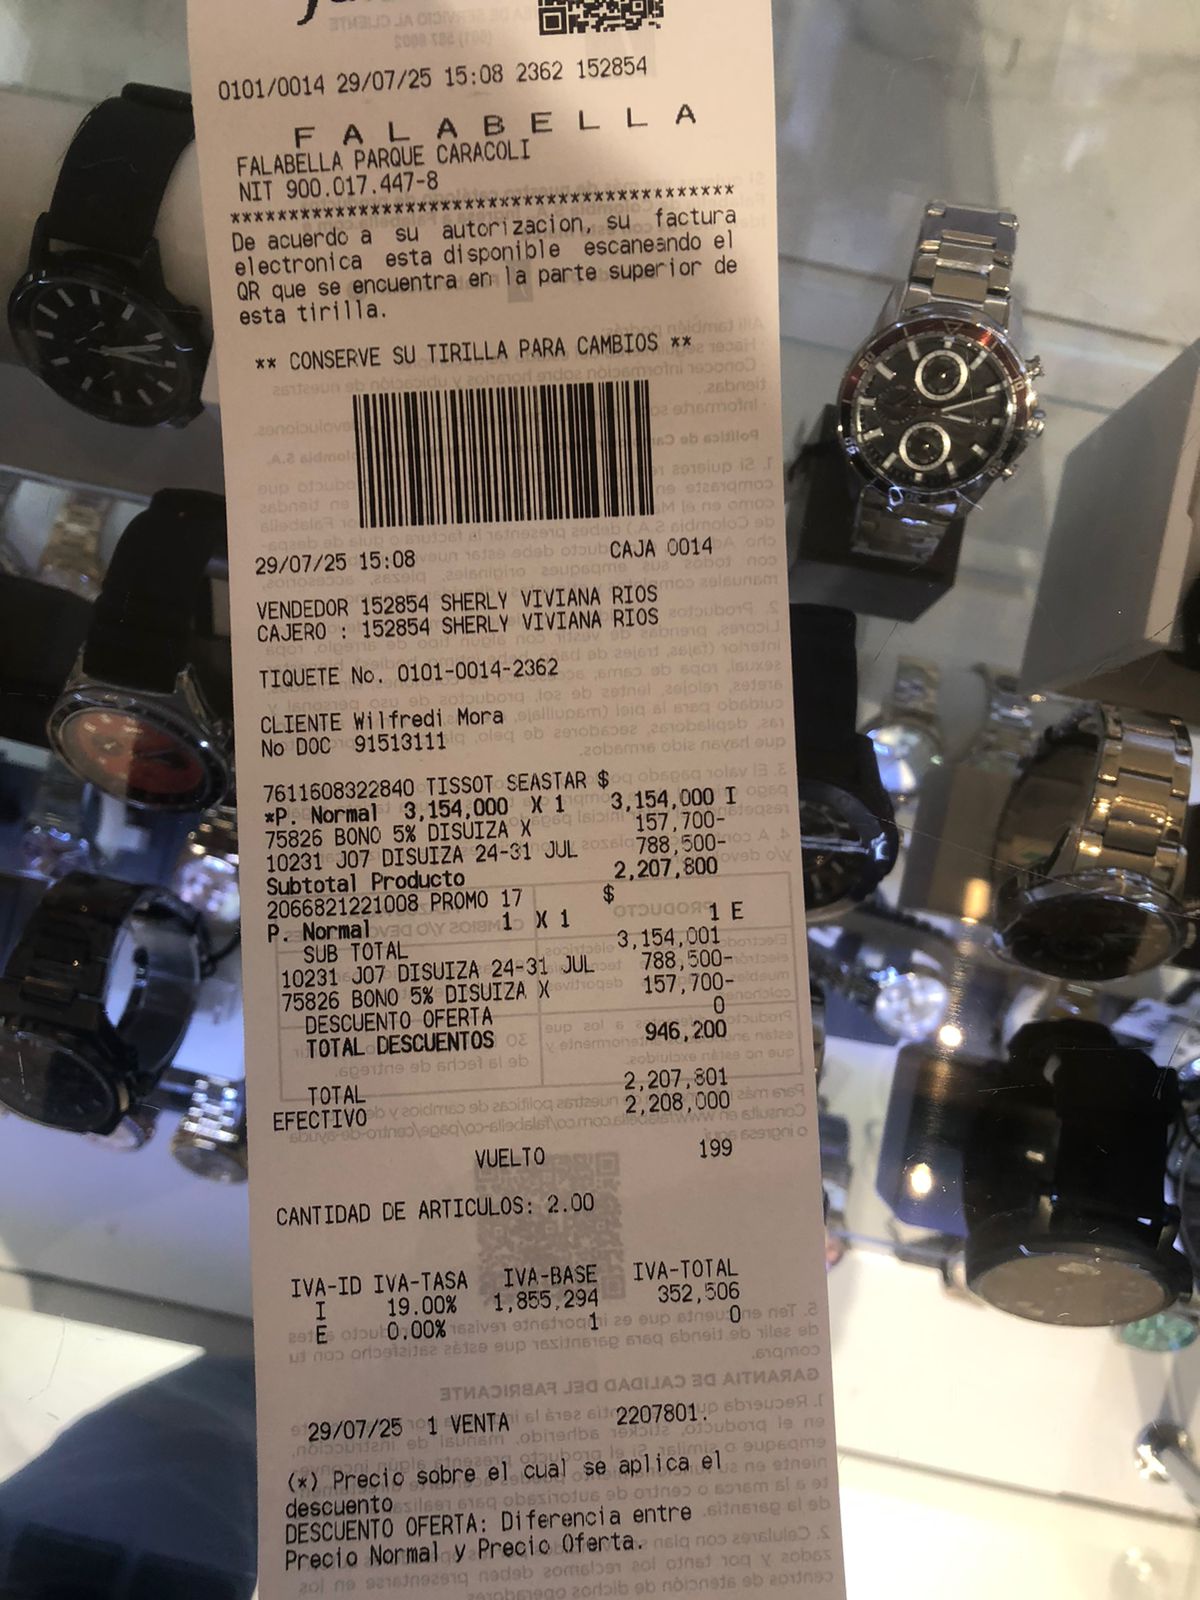 0101/0014 29/07/25 15:08 2362 152854
F A L A B E L L A
FALABELLA PARQUE CARACOLI
NIT 900.017.447-8
*******************************************
De acuerdo a su autorizacion, su factura
electronica esta disponible escaneando el
QR que se encuentra en la parte superior de
esta tirilla.
** CONSERVE SU TIRILLA PARA CAMBIOS **
29/07/25 15:08 CAJA 0014
VENDEDOR 152854 SHERLY VIVIANA RIOS
CAJERO : 152854 SHERLY VIVIANA RIOS
TIQUETE No. 0101-0014-2362
CLIENTE Wilfredi Mora
No DOC 91513111
7611608322840 TISSOT SEASTAR $
*P. Normal 3,154,000 X 1 3,154,000 I
75826 BONO 5% DISUIZA X 157,700-
10231 JO7 DISUIZA 24-31 JUL 788,500-
Subtotal Producto 2,207,800
2066821221008 PROMO 17 $
P. Normal 1 X 1 1 E
SUB TOTAL 3,154,001
10231 JO7 DISUIZA 24-31 JUL 788,500-
75826 BONO 5% DISUIZA X 157,700-
DESCUENTO OFERTA 0
TOTAL DESCUENTOS 946,200
TOTAL 2,207,801
EFECTIVO 2,208,000
VUELTO 199
CANTIDAD DE ARTICULOS: 2.00
IVA-ID IVA-TASA IVA-BASE IVA-TOTAL
I 19.00% 1,855,294 352,506
E 0.00% 1 0
29/07/25 1 VENTA 2207801.
(*) Precio sobre el cual se aplica el
descuento
DESCUENTO OFERTA: Diferencia entre
Precio Normal y Precio Oferta.